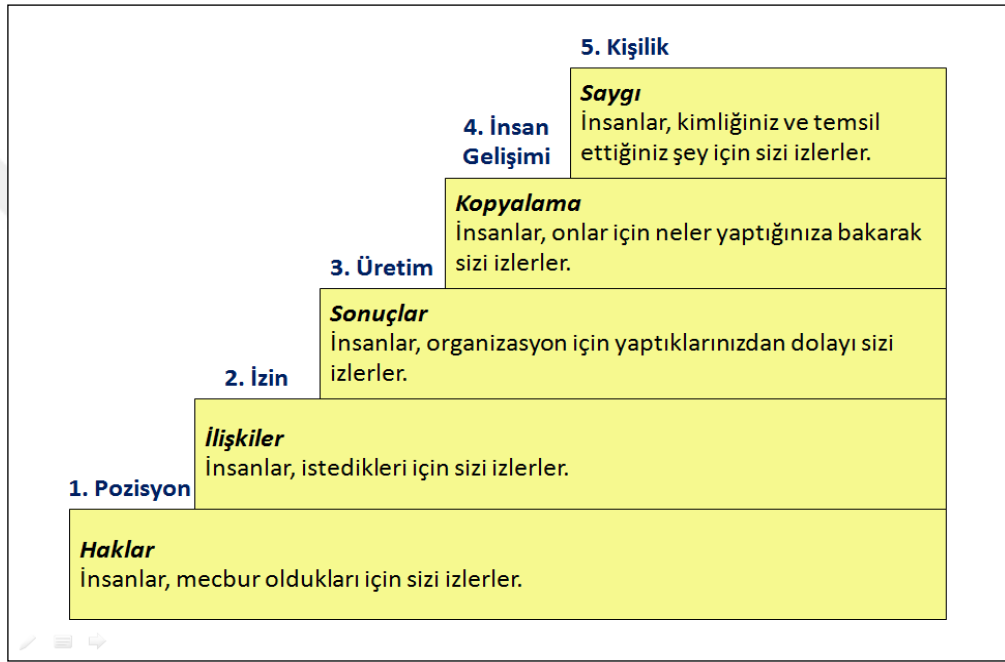 5. Kişilik
Saygı
İnsanlar, kimliğiniz ve temsil
ettiğiniz şey için sizi izlerler.
4. İnsan
Gelişimi
Kopyalama
İnsanlar, onlar için neler yaptığınıza bakarak
sizi izlerler.
3. Üretim
Sonuçlar
İnsanlar, organizasyon için yaptıklarınızdan dolayı sizi
izlerler.
2. İzin
İlişkiler
İnsanlar, istedikleri için sizi izlerler.
1. Pozisyon
Haklar
İnsanlar, mecbur oldukları için sizi izlerler.